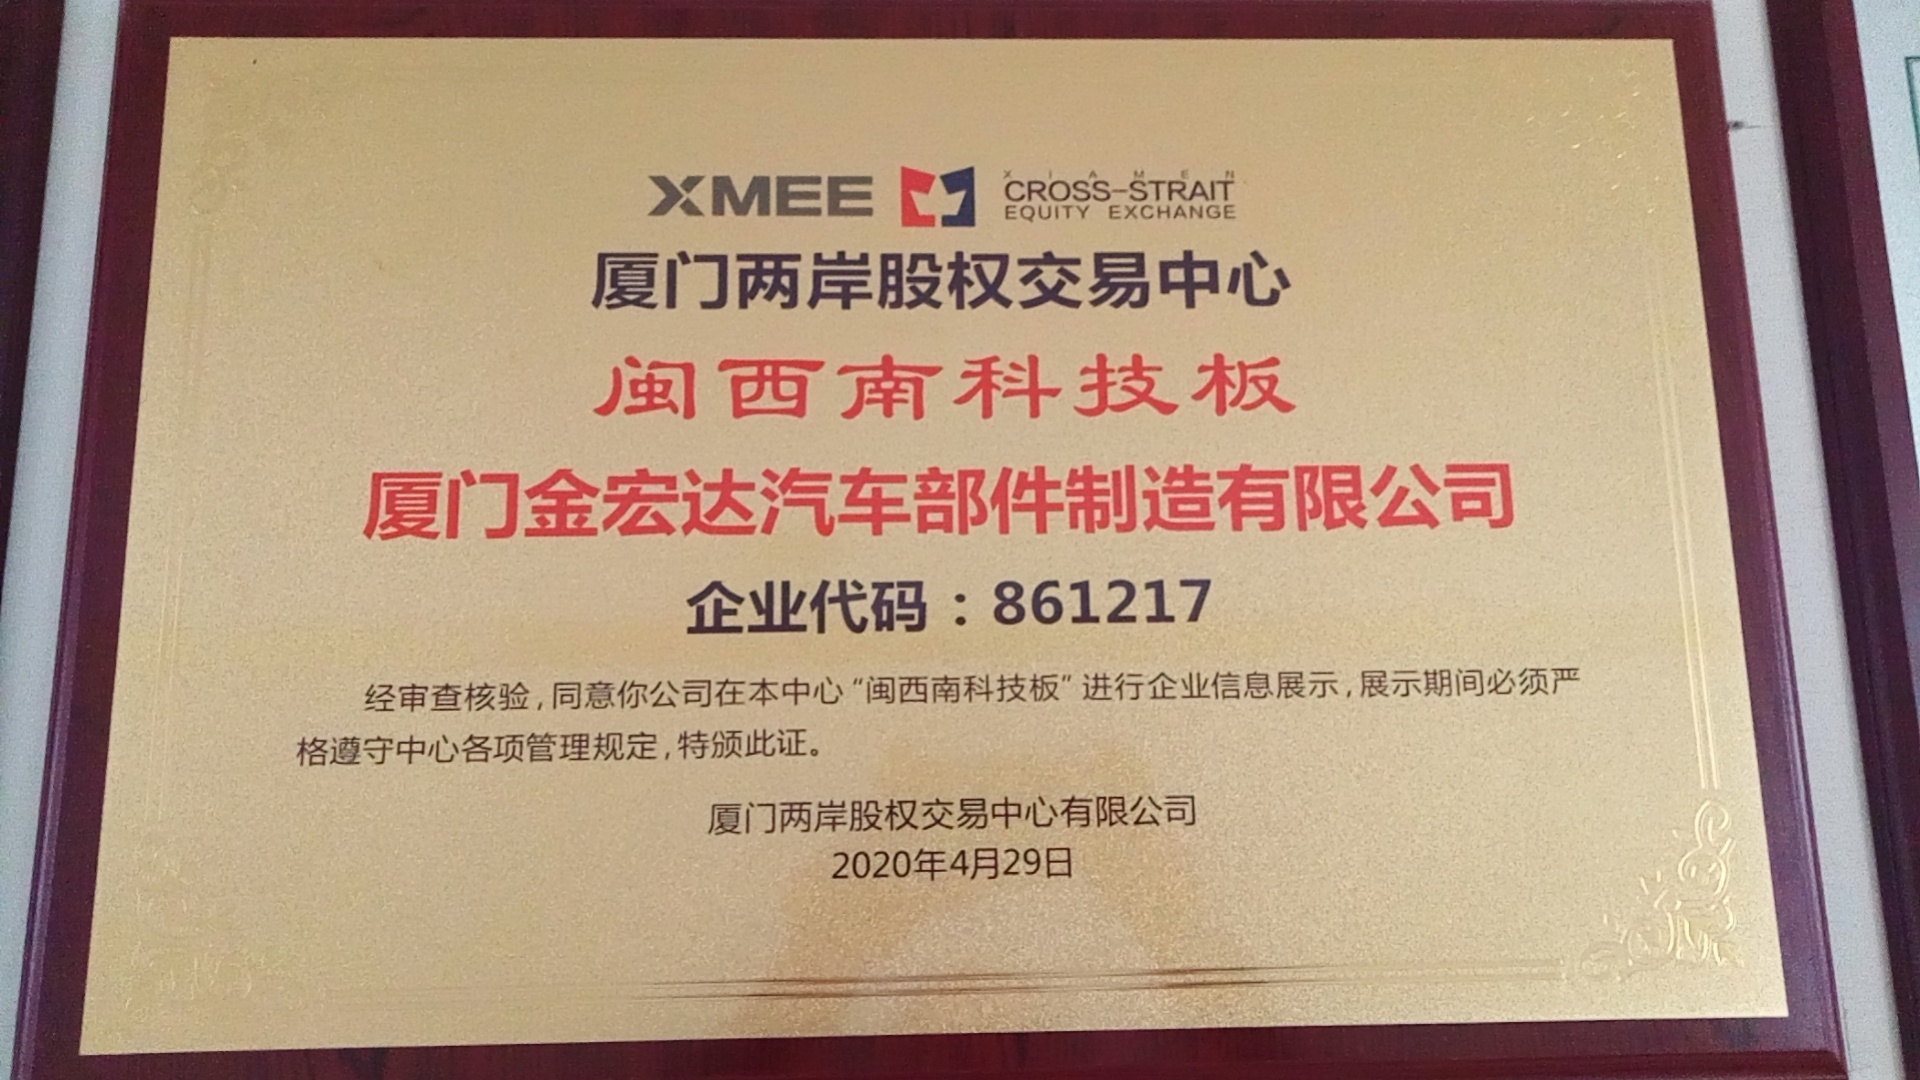 XMEE XIAMEN
CROSS-STRAIT
EQUITY EXCHANGE
厦门两岸股权交易中心
闽西南科技板
厦门金宏达汽车部件制造有限公司
企业代码：861217
经审查核验,同意你公司在本中心“闽西南科技板”进行企业信息展示,展示期间必须严
格遵守中心各项管理规定,特颁此证。
厦门两岸股权交易中心有限公司
2020年4月29日